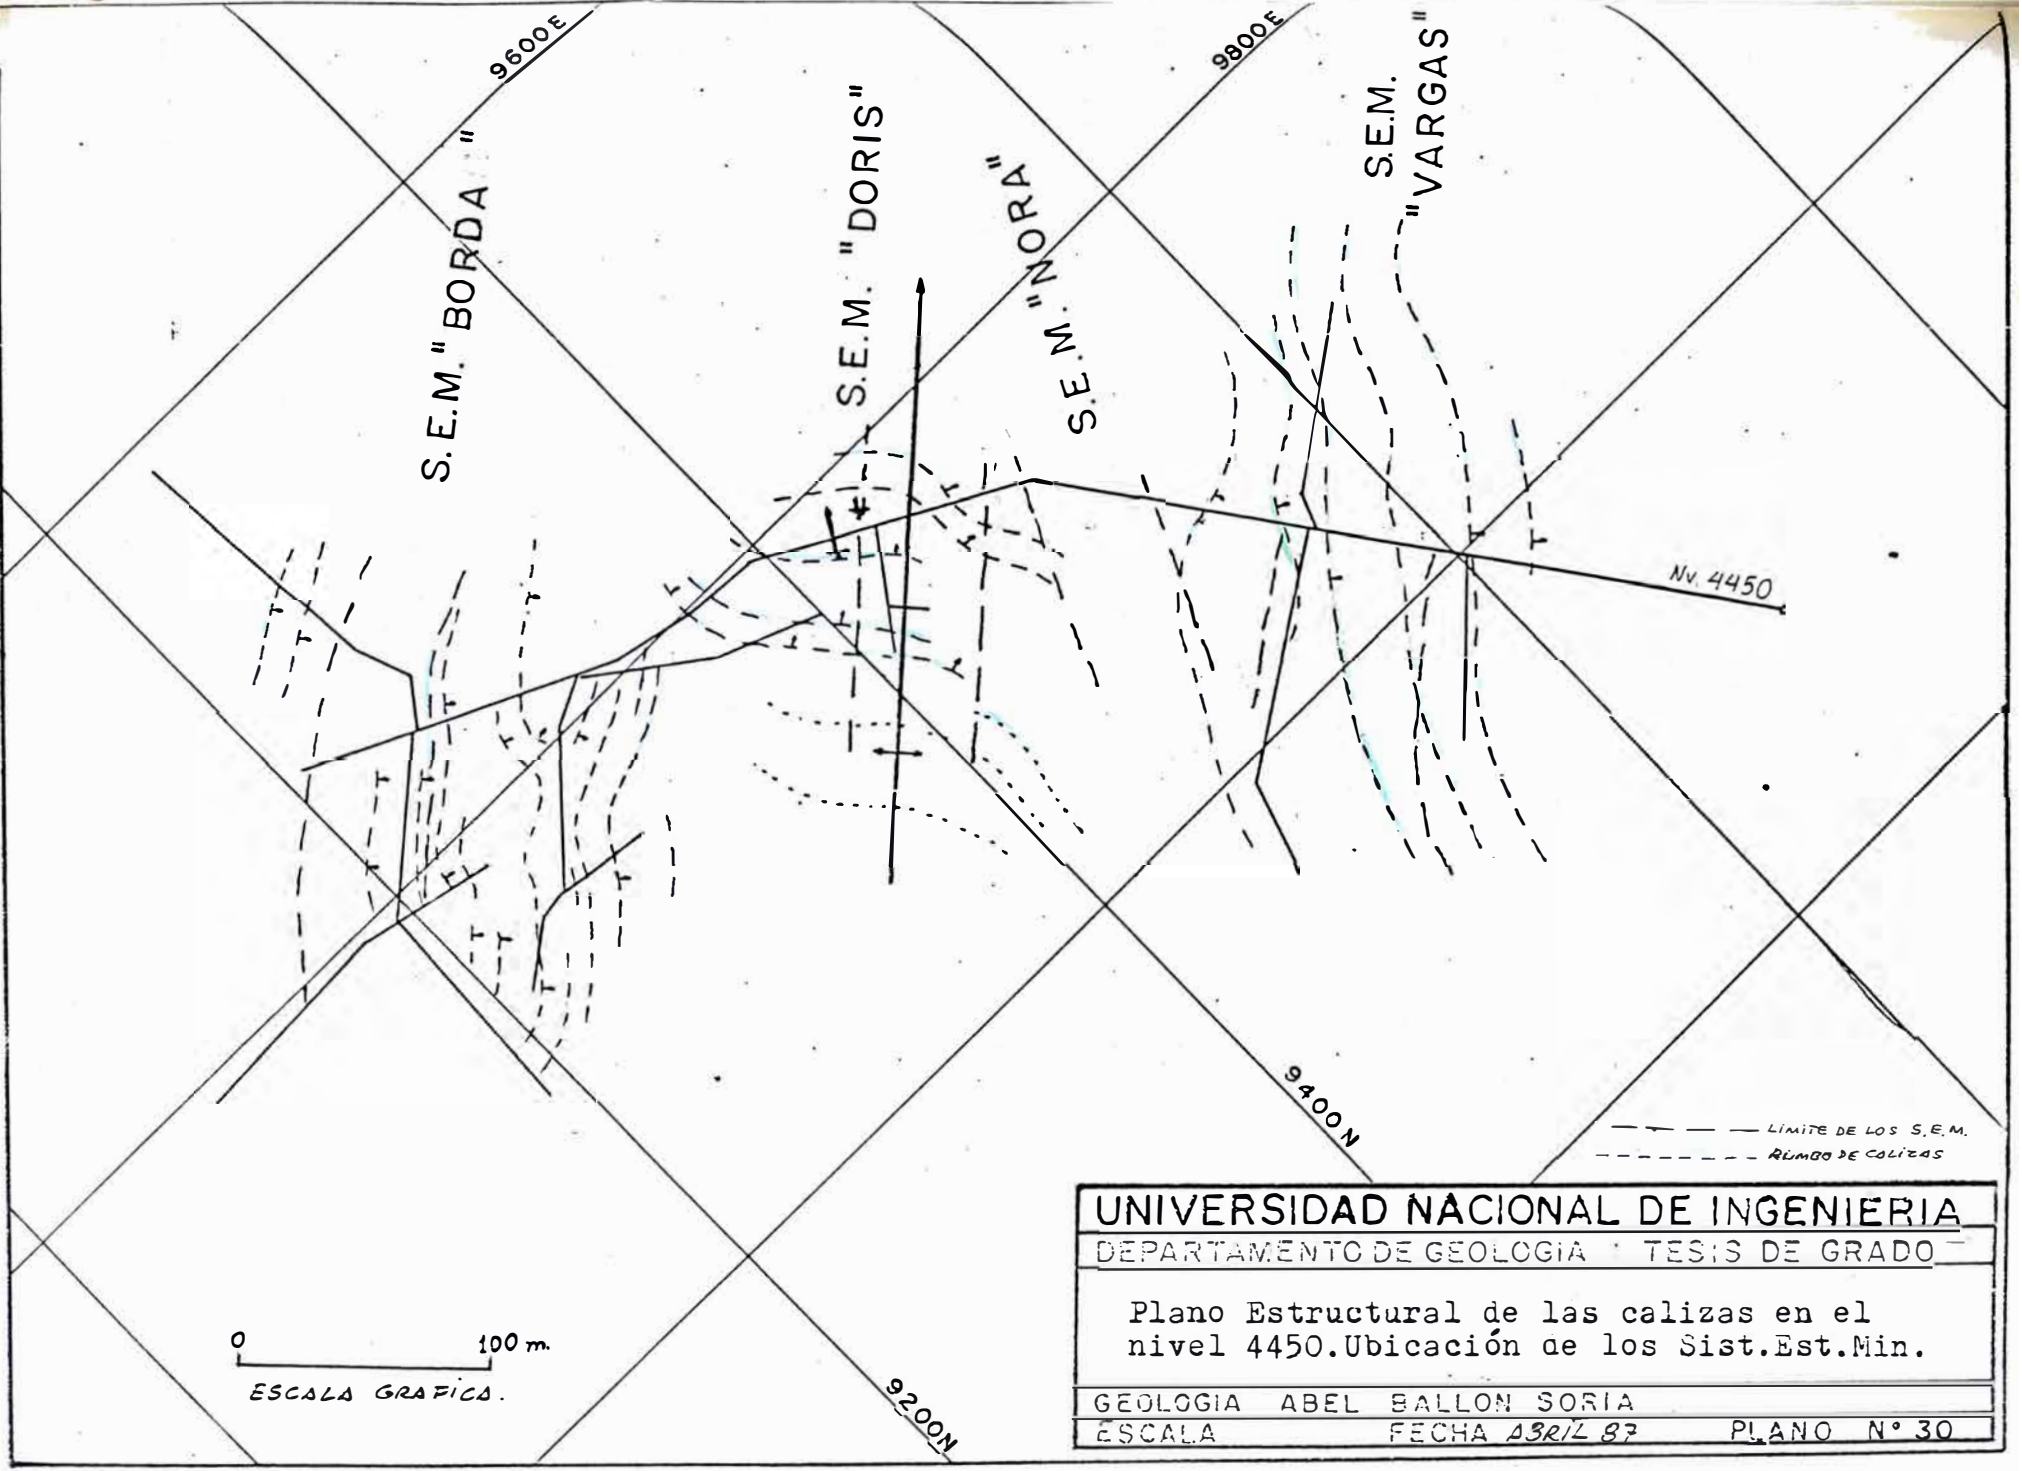 9600E
9800E
S.E.M. "BORDA"
S.E.M. "DORIS"
S.E.M. "NORA"
S.E.M.
"VARGAS"
Nv. 4450
9400N
9200N
LIMITE DE LOS S.E.M.
RUMBO DE CALIZAS
0 100 m.
ESCALA GRAFICA.
UNIVERSIDAD NACIONAL DE INGENIERIA
DEPARTAMENTO DE GEOLOGIA TESIS DE GRADO
Plano Estructural de las calizas en el
nivel 4450.Ubicación de los Sist.Est.Min.
GEOLOGIA ABEL BALLON SORIA
ESCALA FECHA ABRIL 87 PLANO N° 30